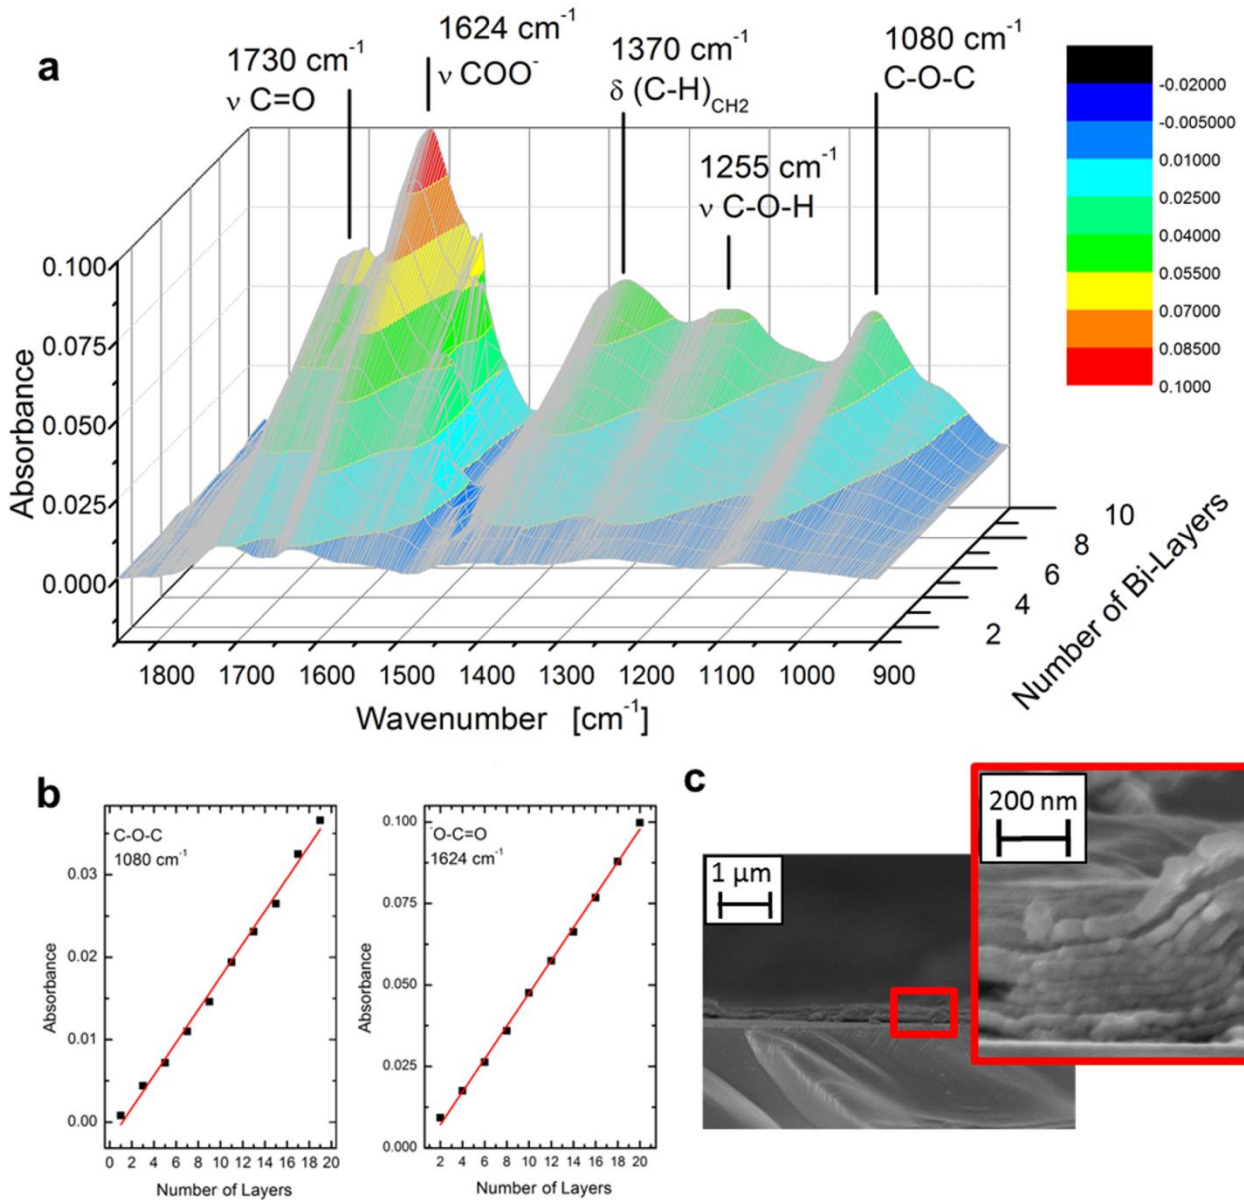 a
1730 cm⁻¹
ν C=O
1624 cm⁻¹
ν COO⁻
1370 cm⁻¹
δ (C-H)CH2
1255 cm⁻¹
ν C-O-H
1080 cm⁻¹
C-O-C
-0.02000
-0.005000
0.01000
0.02500
0.04000
0.05500
0.07000
0.08500
0.1000
0.100
0.075
0.050
0.025
0.000
Absorbance
1800 1700 1600 1500 1400 1300 1200 1100 1000 900
Wavenumber [cm⁻¹]
2 4 6 8 10
Number of Bi-Layers
b
C-O-C
1080 cm⁻¹
0.03
0.02
0.01
0.00
Absorbance
0 2 4 6 8 10 12 14 16 18 20
Number of Layers
⁻O-C=O
1624 cm⁻¹
0.100
0.075
0.050
0.025
0.000
Absorbance
2 4 6 8 10 12 14 16 18 20
Number of Layers
c
1 µm
200 nm